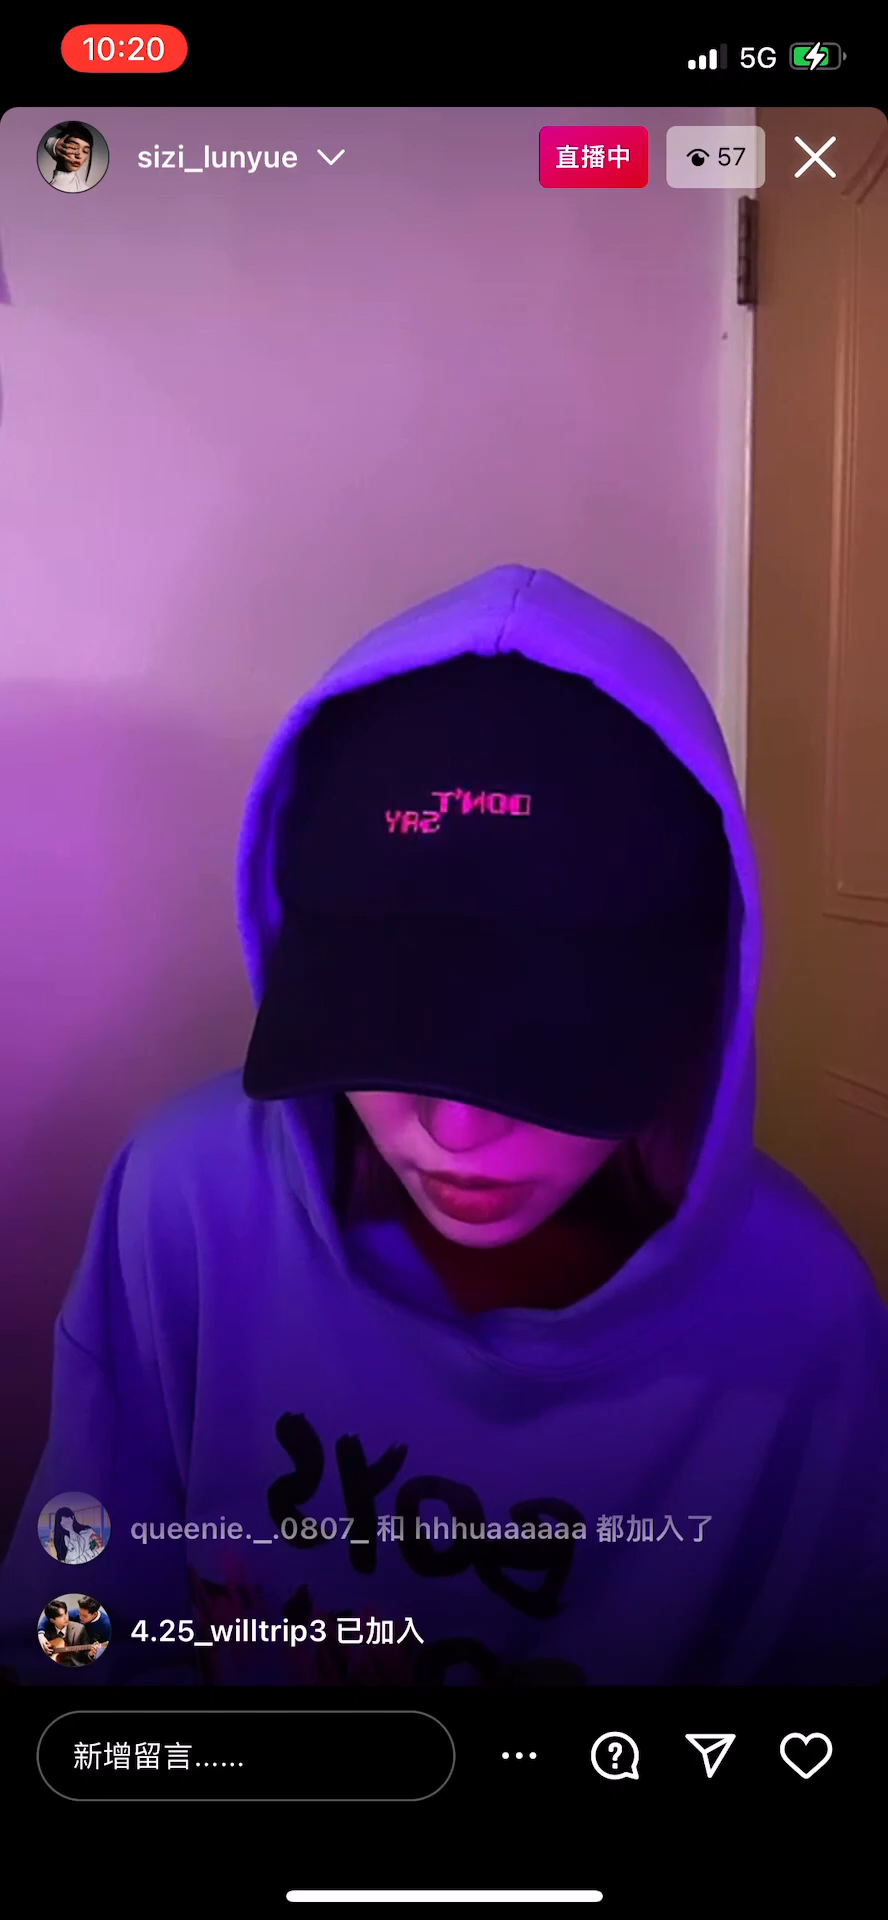 10:20
5G
sizi_lunyue
直播中
57
DON'T
SAY
queenie._.0807_ 和 hhhuaaaaaa 都加入了
4.25_willtrip3 已加入
新增留言......